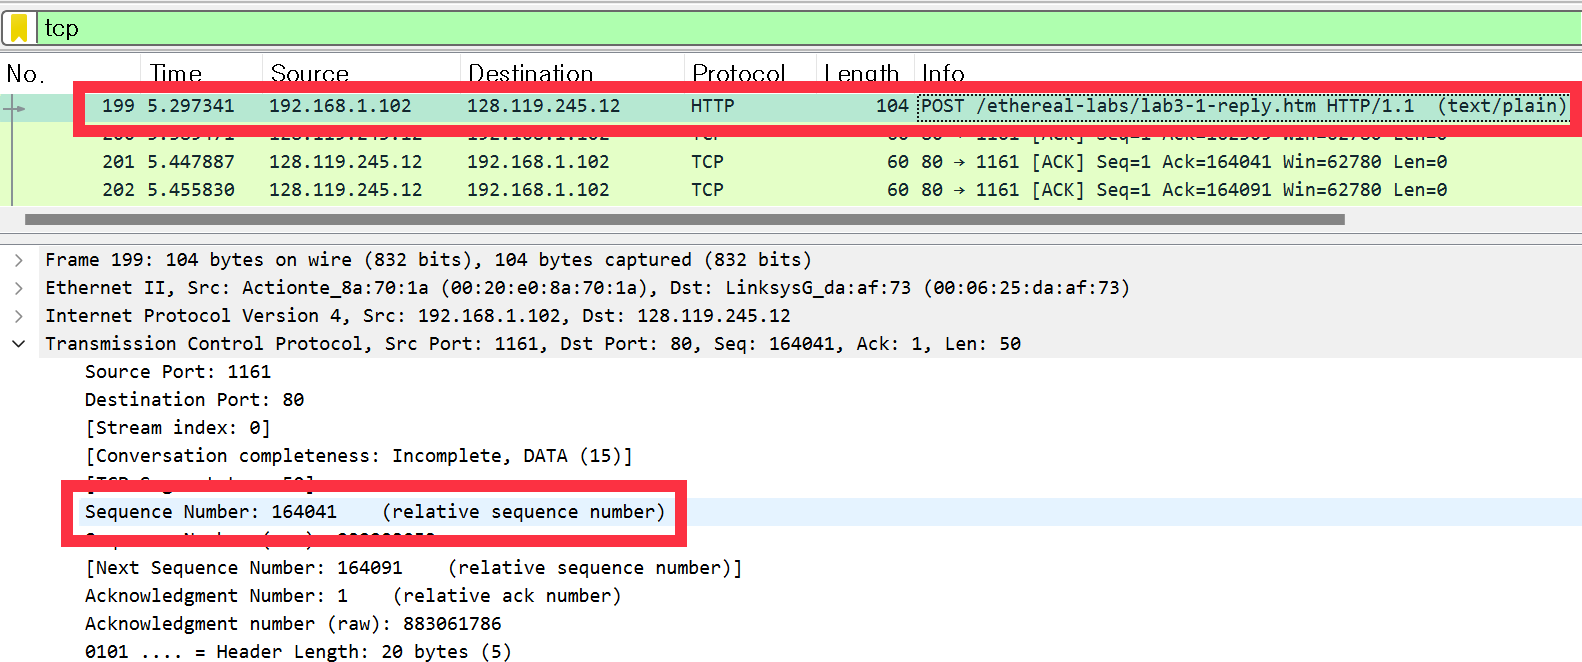 tcp
No. Time Source Destination Protocol Length Info
199 5.297341 192.168.1.102 128.119.245.12 HTTP 104 POST /ethereal-labs/lab3-1-reply.htm HTTP/1.1 (text/plain)
201 5.447887 128.119.245.12 192.168.1.102 TCP 60 80 → 1161 [ACK] Seq=1 Ack=164041 Win=62780 Len=0
202 5.455830 128.119.245.12 192.168.1.102 TCP 60 80 → 1161 [ACK] Seq=1 Ack=164091 Win=62780 Len=0
Frame 199: 104 bytes on wire (832 bits), 104 bytes captured (832 bits)
Ethernet II, Src: Actionte_8a:70:1a (00:20:e0:8a:70:1a), Dst: LinksysG_da:af:73 (00:06:25:da:af:73)
Internet Protocol Version 4, Src: 192.168.1.102, Dst: 128.119.245.12
Transmission Control Protocol, Src Port: 1161, Dst Port: 80, Seq: 164041, Ack: 1, Len: 50
Source Port: 1161
Destination Port: 80
[Stream index: 0]
[Conversation completeness: Incomplete, DATA (15)]
Sequence Number: 164041 (relative sequence number)
[Next Sequence Number: 164091 (relative sequence number)]
Acknowledgment Number: 1 (relative ack number)
Acknowledgment number (raw): 883061786
0101 .... = Header Length: 20 bytes (5)